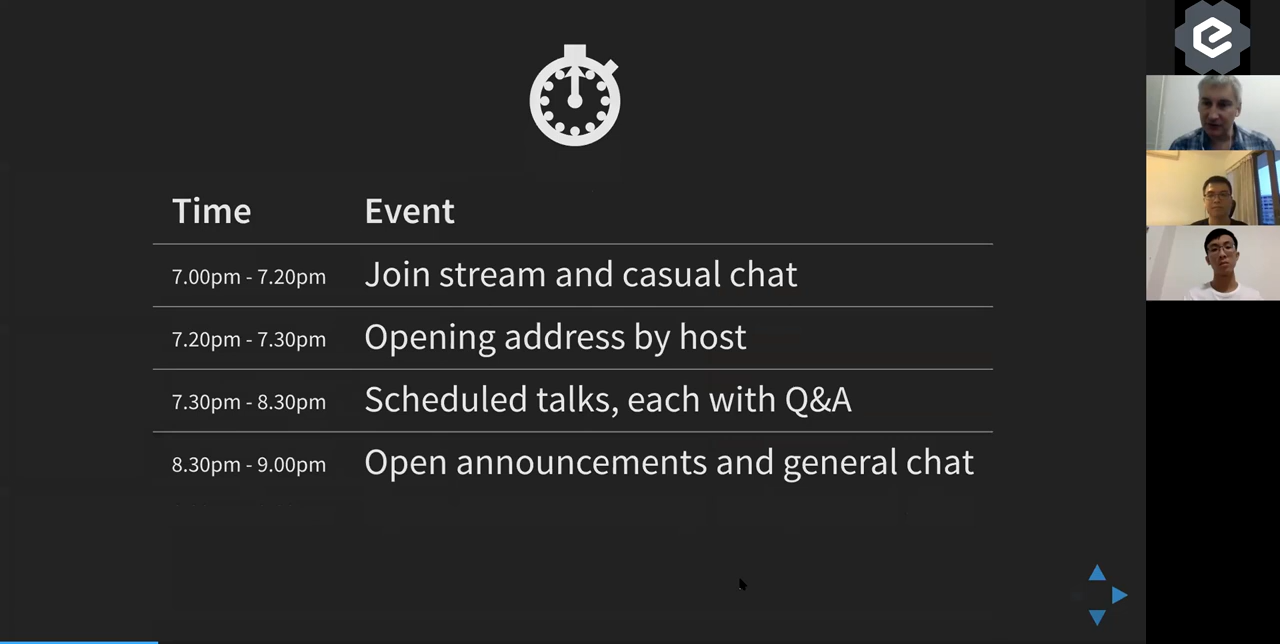 Time Event
7.00pm - 7.20pm Join stream and casual chat
7.20pm - 7.30pm Opening address by host
7.30pm - 8.30pm Scheduled talks, each with Q&A
8.30pm - 9.00pm Open announcements and general chat